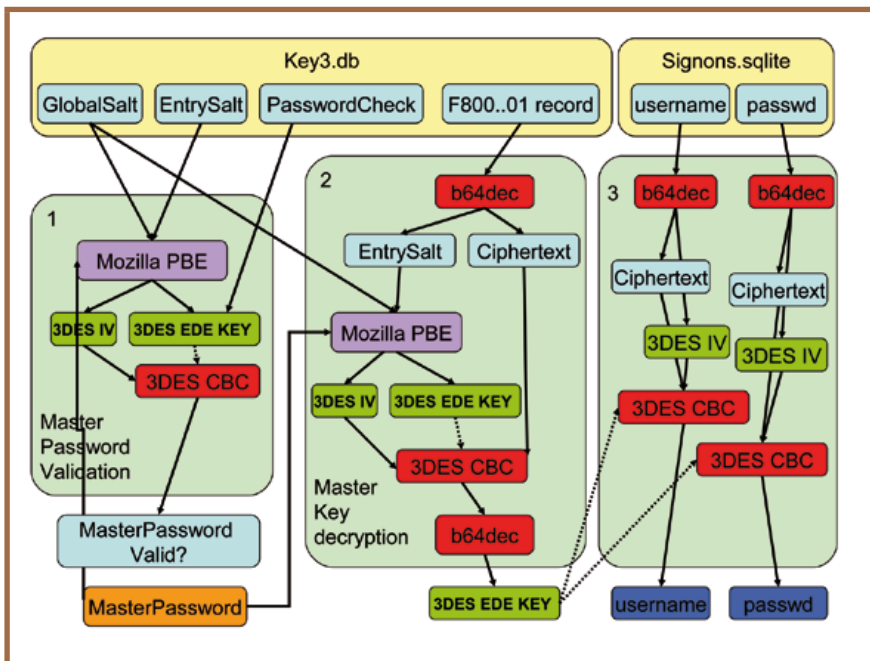 Key3.db
Signons.sqlite
GlobalSalt
EntrySalt
PasswordCheck
F800..01 record
username
passwd
1
2
3
b64dec
b64dec
b64dec
Mozilla PBE
EntrySalt
Ciphertext
Ciphertext
Ciphertext
3DES IV
3DES EDE KEY
Mozilla PBE
3DES IV
3DES IV
3DES CBC
3DES IV
3DES EDE KEY
3DES CBC
Master
Password
Validation
3DES CBC
3DES CBC
Master
Key
decryption
MasterPassword
Valid?
b64dec
MasterPassword
3DES EDE KEY
username
passwd